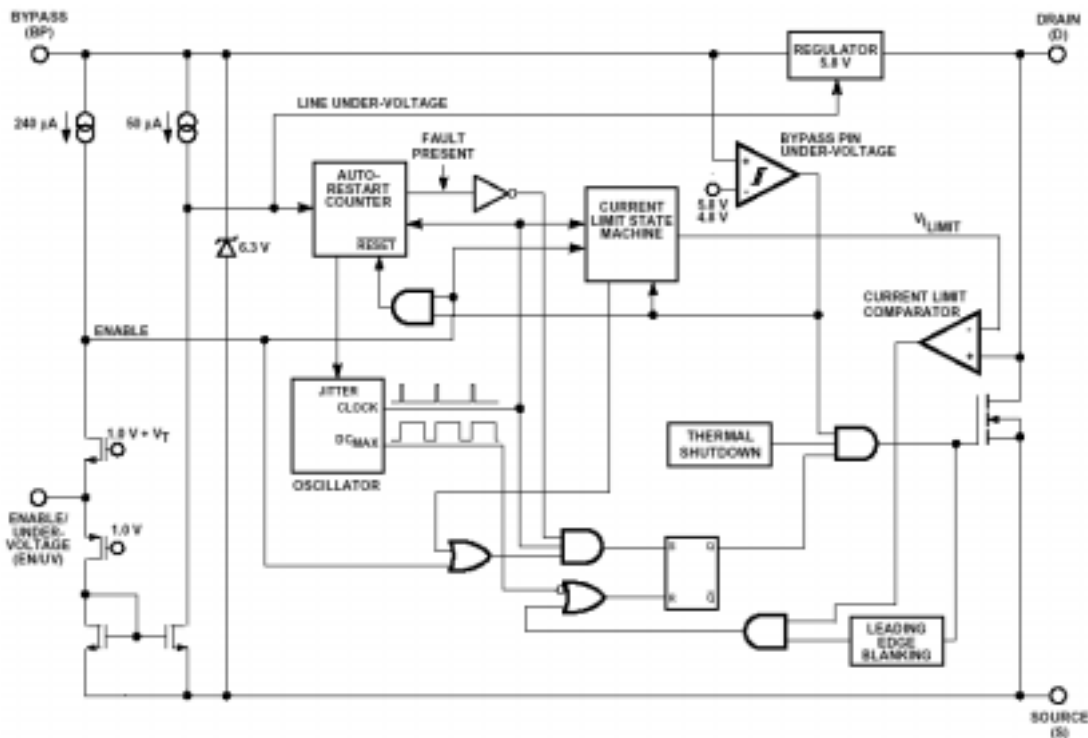 BYPASS
(BP)
DRAIN
(D)
REGULATOR
5.8 V
LINE UNDER-VOLTAGE
240 µA
50 µA
FAULT
PRESENT
BYPASS PIN
UNDER-VOLTAGE
AUTO-
RESTART
COUNTER
+
-
5.8 V
4.8 V
CURRENT
LIMIT STATE
MACHINE
VI LIMIT
6.3 V
RESET
CURRENT LIMIT
COMPARATOR
-
+
ENABLE
JITTER
CLOCK
DCMAX
OSCILLATOR
1.0 V + VT
THERMAL
SHUTDOWN
ENABLE/
UNDER-
VOLTAGE
(EN/UV)
1.0 V
S
Q
R
Q
LEADING
EDGE
BLANKING
SOURCE
(S)